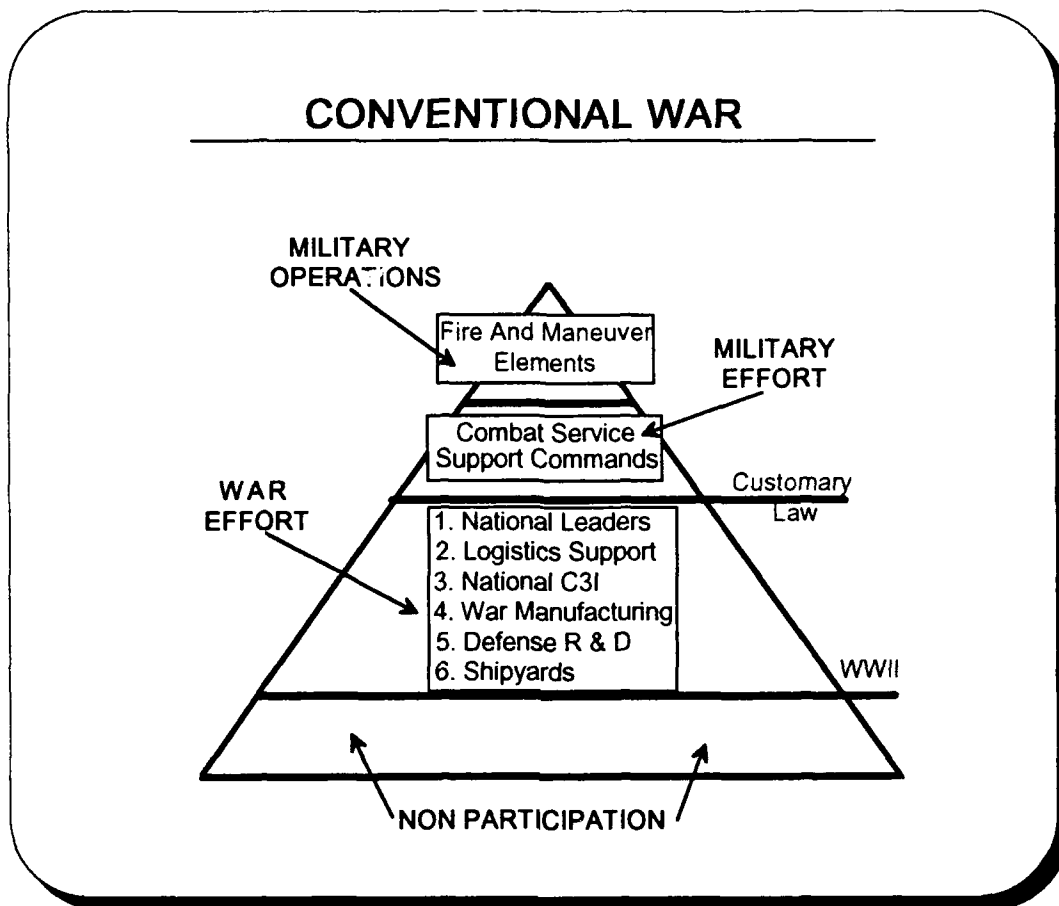 CONVENTIONAL WAR
MILITARY
OPERATIONS
Fire And Maneuver
Elements
MILITARY
EFFORT
Combat Service
Support Commands
Customary
Law
WAR
EFFORT
1. National Leaders
2. Logistics Support
3. National C3I
4. War Manufacturing
5. Defense R & D
6. Shipyards
WWII
NON PARTICIPATION